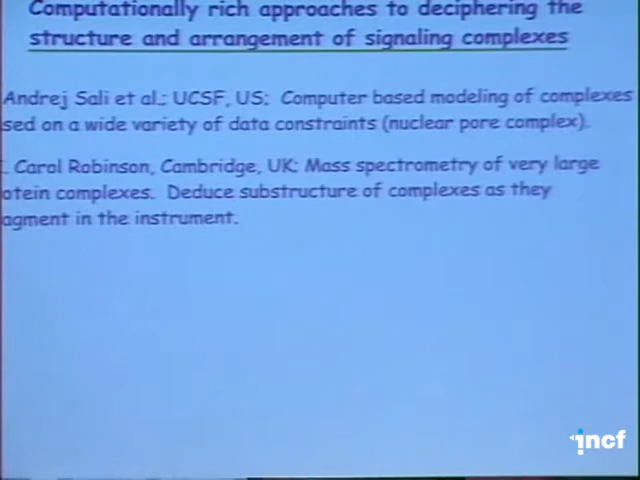 Computationally rich approaches to deciphering the
structure and arrangement of signaling complexes
Andrej Sali et al.; UCSF, US: Computer based modeling of complexes
sed on a wide variety of data constraints (nuclear pore complex).
. Carol Robinson, Cambridge, UK: Mass spectrometry of very large
otein complexes. Deduce substructure of complexes as they
agment in the instrument.
incf